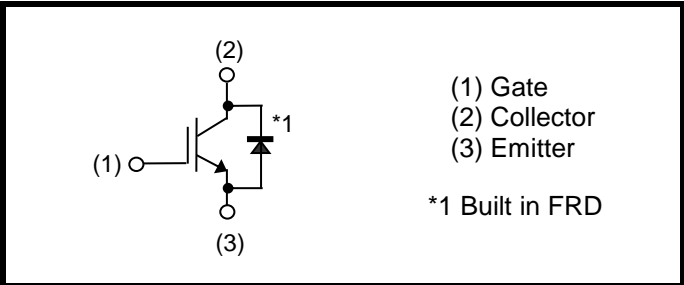 (2)
*1
(1)
(3)
(1) Gate
(2) Collector
(3) Emitter
*1 Built in FRD